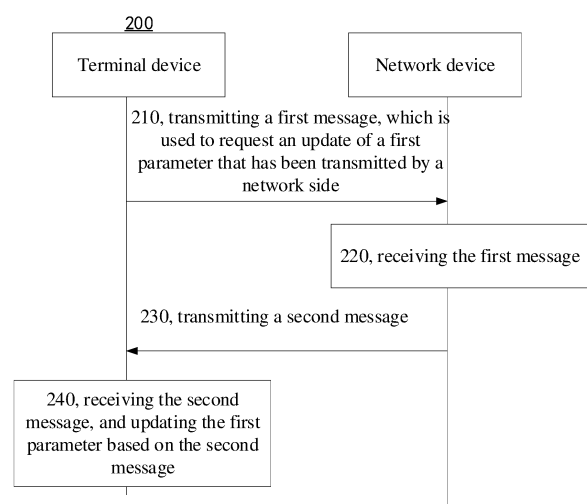 200
Terminal device
Network device
210, transmitting a first message, which is
used to request an update of a first
parameter that has been transmitted by a
network side
220, receiving the first message
230, transmitting a second message
240, receiving the second
message, and updating the first
parameter based on the second
message